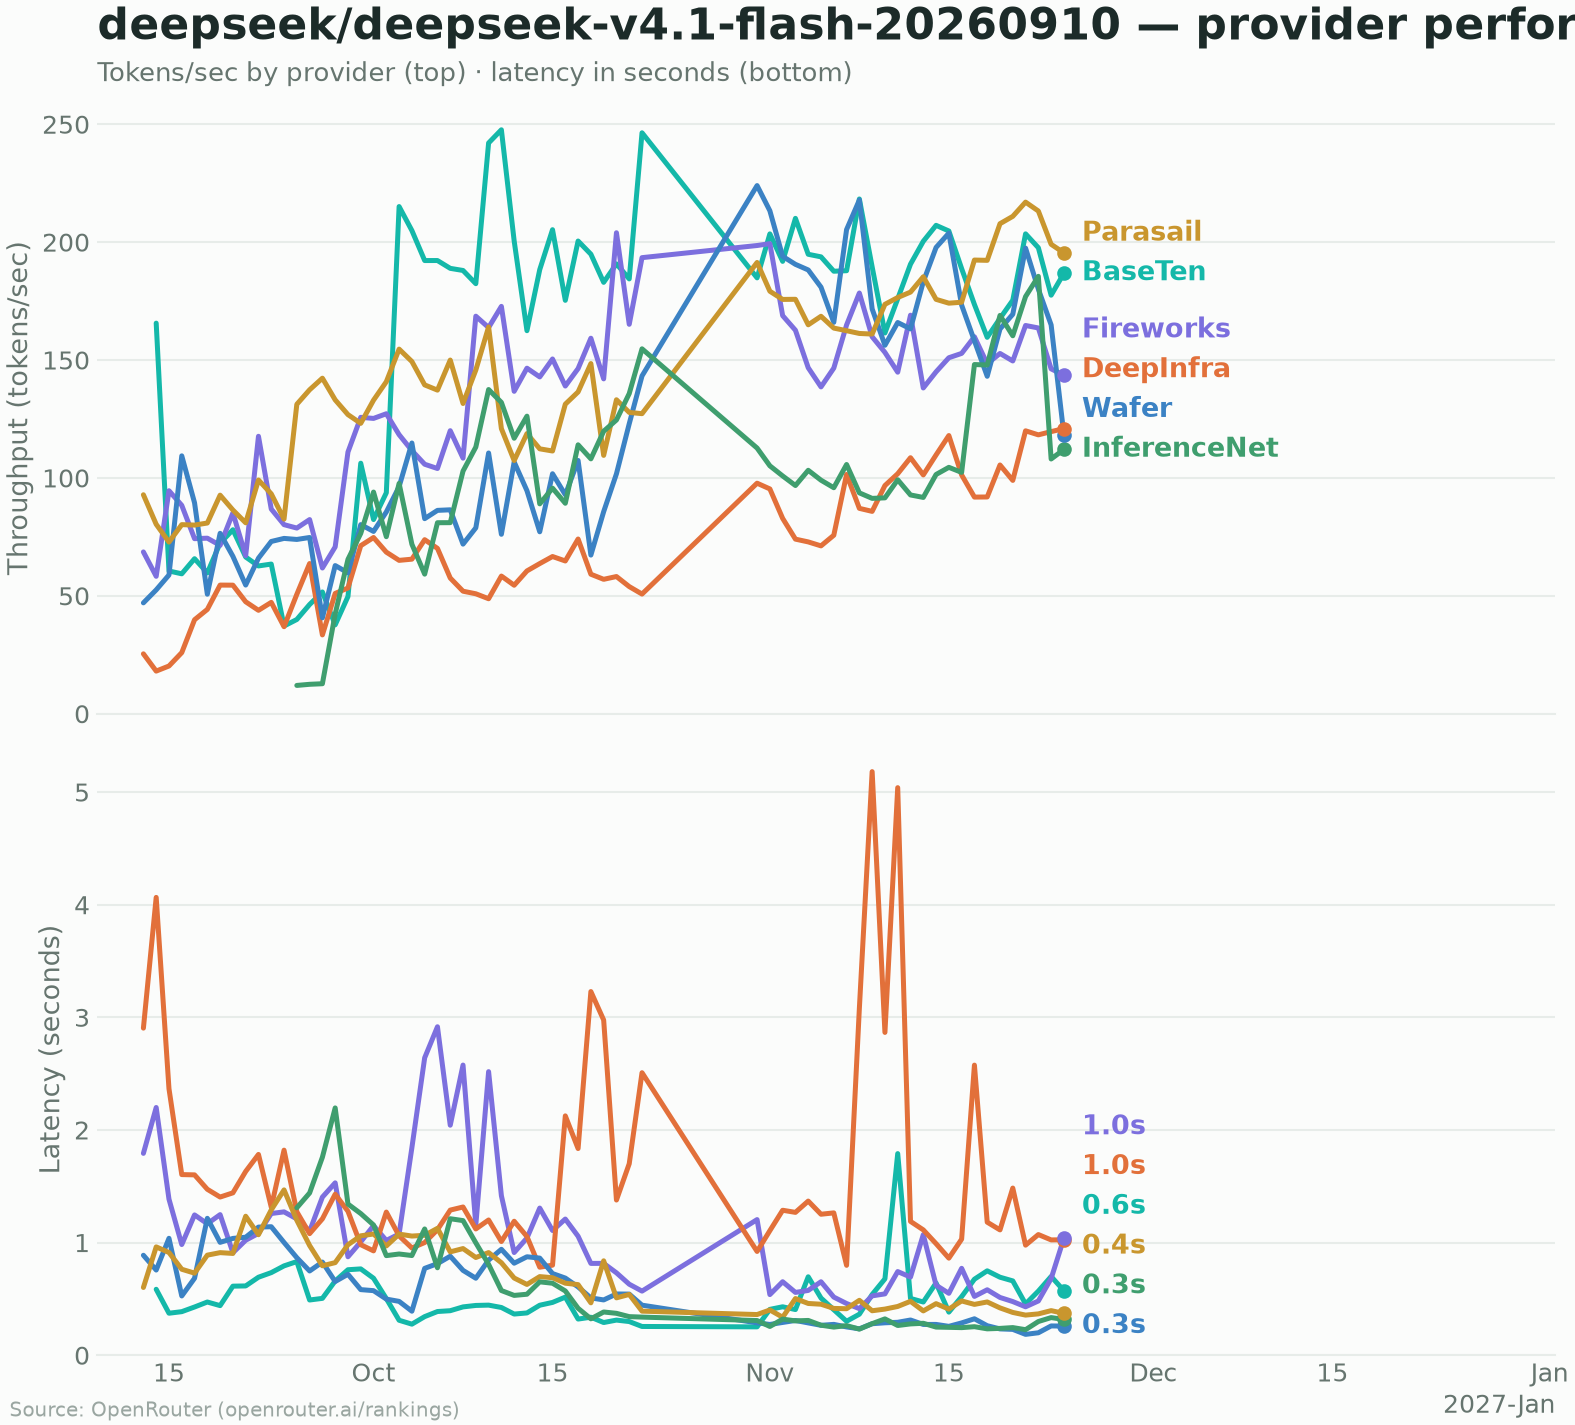 deepseek/deepseek-v4.1-flash-20260910 — provider perfor
Tokens/sec by provider (top) · latency in seconds (bottom)
Throughput (tokens/sec)
250
200
150
100
50
0
Parasail
BaseTen
Fireworks
DeepInfra
Wafer
InferenceNet
Latency (seconds)
5
4
3
2
1
0
1.0s
1.0s
0.6s
0.4s
0.3s
0.3s
15 Oct 15 Nov 15 Dec 15 Jan
2027-Jan
Source: OpenRouter (openrouter.ai/rankings)